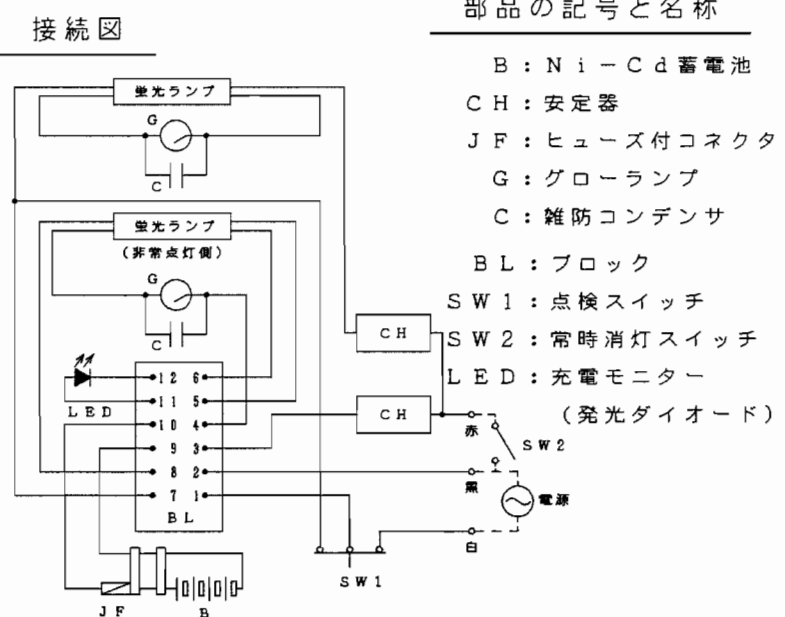 接続図
蛍光ランプ
G
C
蛍光ランプ
(非常点灯側)
G
C
LED
12 6
11 5
10 4
9 3
8 2
7 1
BL
JF
B
CH
CH
赤
SW2
黒
電源
白
SW1
部品の記号と名称
B:Ni-Cd蓄電池
CH:安定器
JF:ヒューズ付コネクタ
G:グローランプ
C:雑防コンデンサ
BL:ブロック
SW1:点検スイッチ
SW2:常時消灯スイッチ
LED:充電モニター
(発光ダイオード)